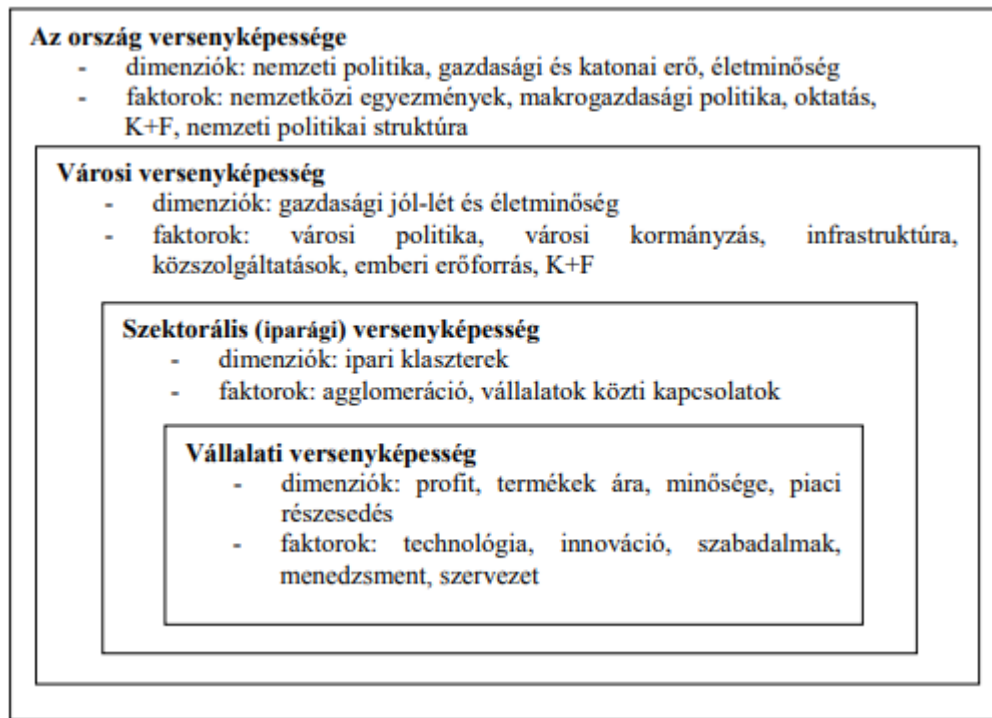 Az ország versenyképessége
- dimenziók: nemzeti politika, gazdasági és katonai erő, életminőség
- faktorok: nemzetközi egyezmények, makrogazdasági politika, oktatás,
K+F, nemzeti politikai struktúra
Városi versenyképesség
- dimenziók: gazdasági jól-lét és életminőség
- faktorok: városi politika, városi kormányzás, infrastruktúra,
közszolgáltatások, emberi erőforrás, K+F
Szektorális (iparági) versenyképesség
- dimenziók: ipari klaszterek
- faktorok: agglomeráció, vállalatok közti kapcsolatok
Vállalati versenyképesség
- dimenziók: profit, termékek ára, minősége, piaci
részesedés
- faktorok: technológia, innováció, szabadalmak,
menedzsment, szervezet